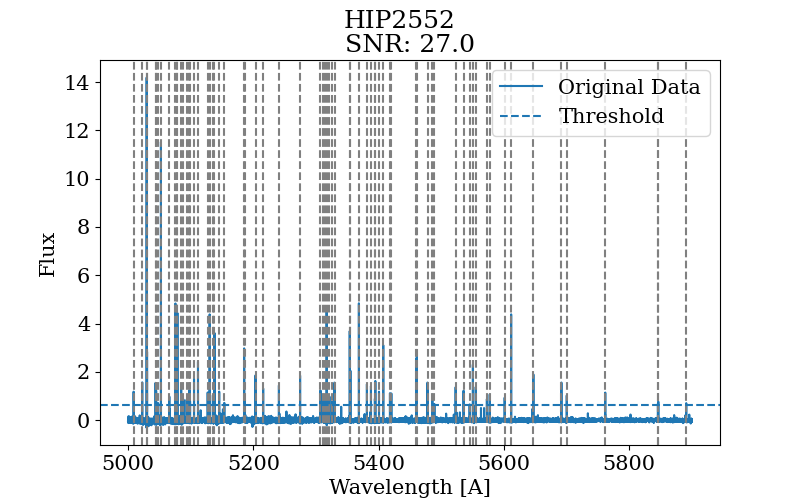 HIP2552
SNR: 27.0
Original Data
Threshold
Flux
14
12
10
8
6
4
2
0
5000 5200 5400 5600 5800
Wavelength [A]